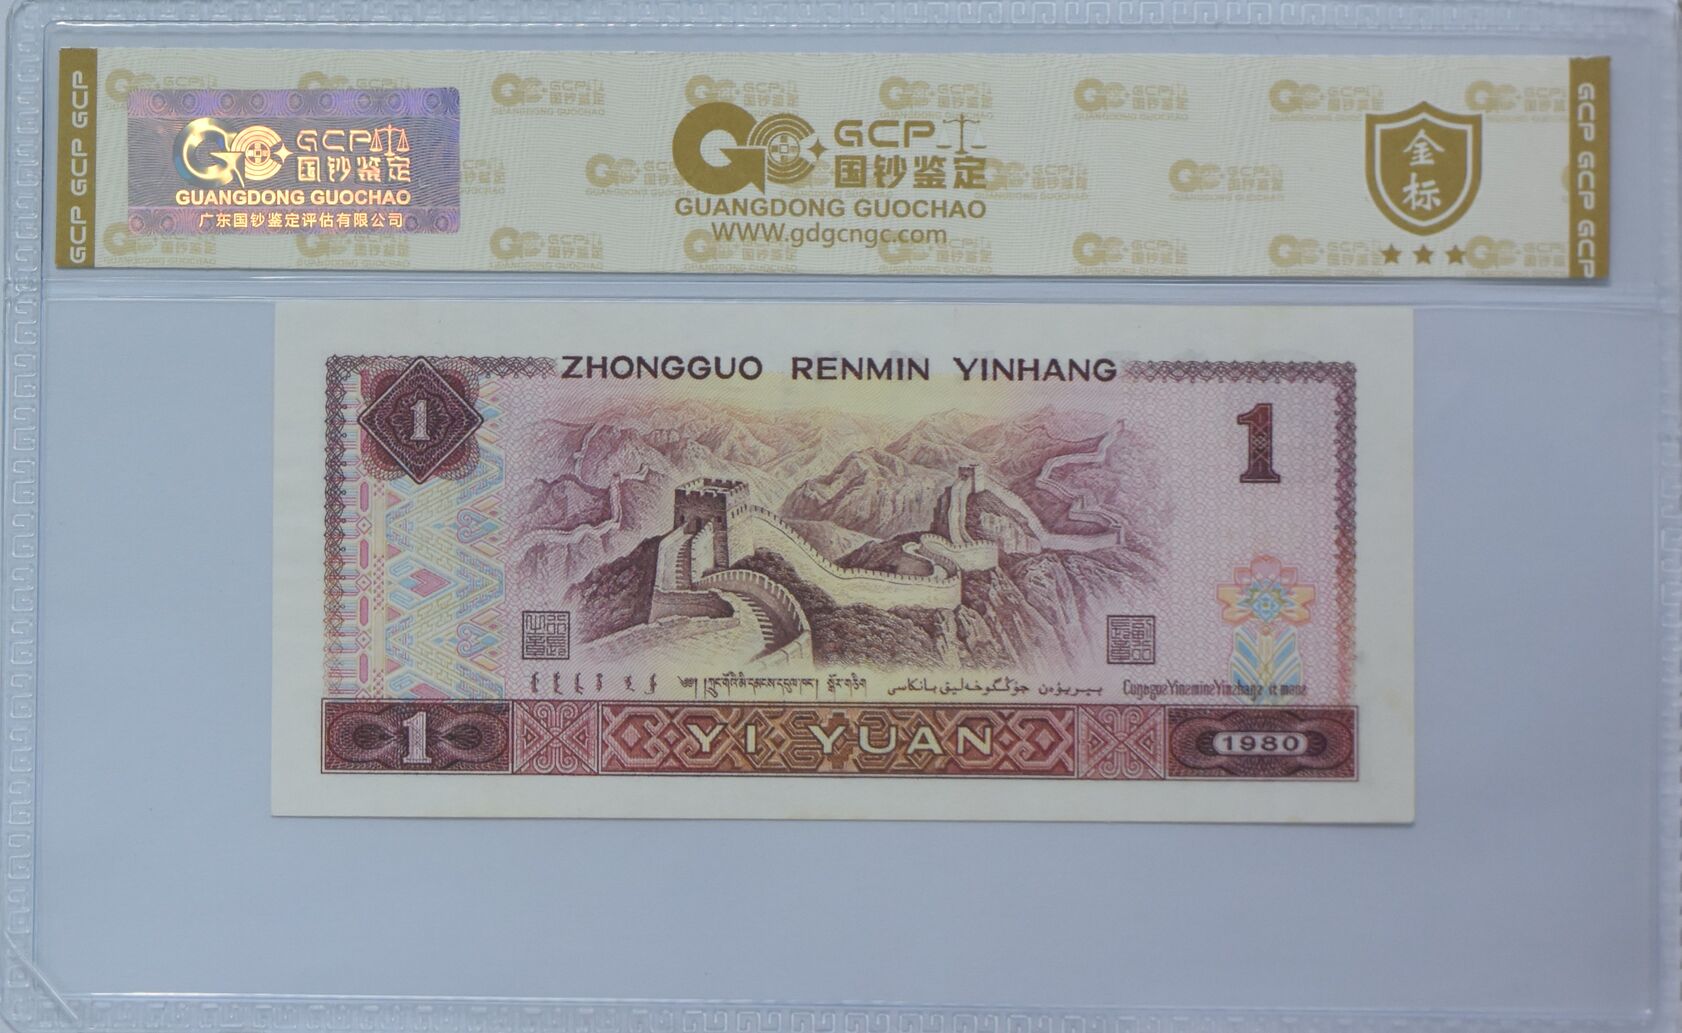 GCP GCP GCP
GCP
国钞鉴定
GUANGDONG GUOCHAO
广东国钞鉴定评估有限公司
GCP
国钞鉴定
GUANGDONG GUOCHAO
WWW.gdgcngc.com
金标
GCP GCP GCP
ZHONGGUO RENMIN YINHANG
1
1
1 YI YUAN 1980